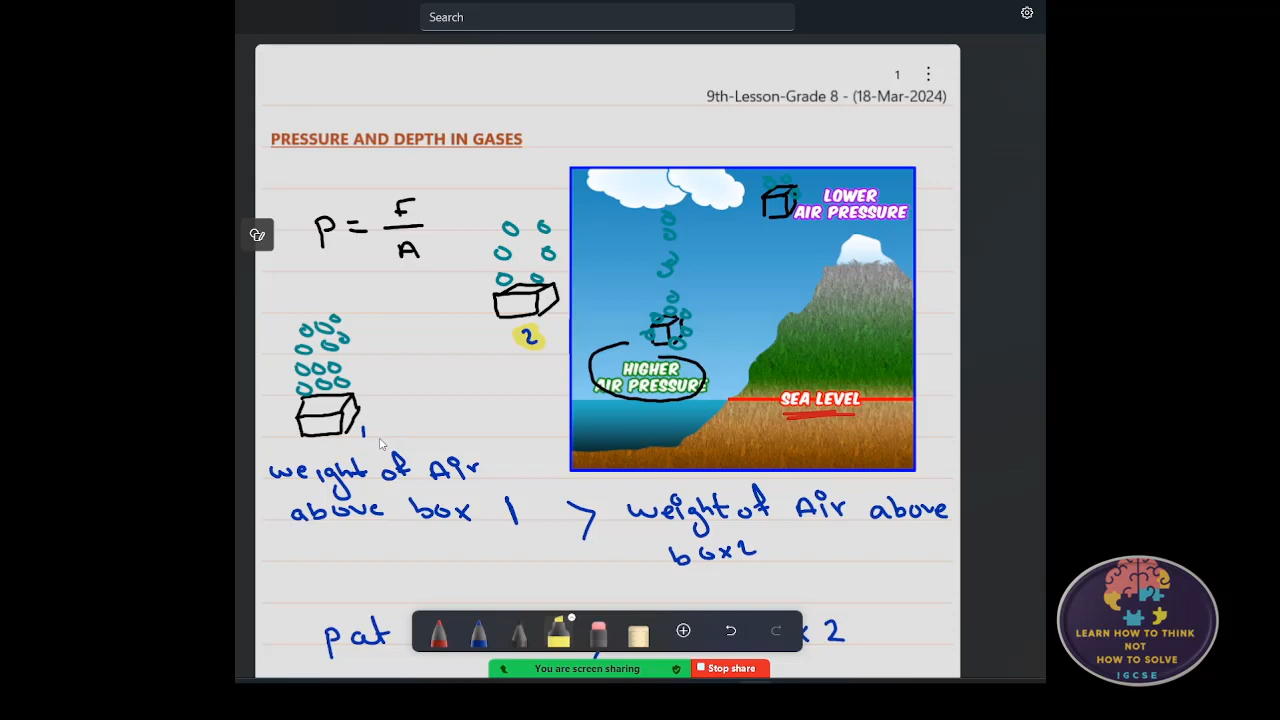 Search
1
9th-Lesson-Grade 8 - (18-Mar-2024)
PRESSURE AND DEPTH IN GASES
P = F
A
LOWER
AIR PRESSURE
2
HIGHER
AIR PRESSURE
SEA LEVEL
1
weight of Air
above box 1 > weight of Air above
box 2
p at
x 2
You are screen sharing
Stop share
LEARN HOW TO THINK
NOT
HOW TO SOLVE
IGCSE